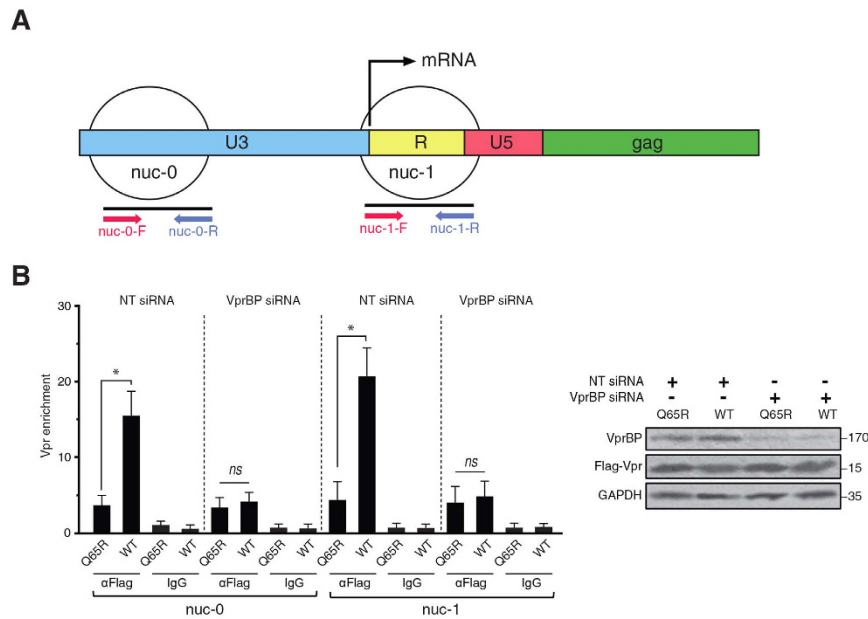 A
mRNA
U3 R U5 gag
nuc-0 nuc-1
nuc-0-F nuc-0-R nuc-1-F nuc-1-R
B
NT siRNA VprBP siRNA NT siRNA VprBP siRNA
Vpr enrichment
30
20
10
0
* ns * ns
Q65R WT Q65R WT Q65R WT Q65R WT Q65R WT Q65R WT Q65R WT Q65R WT
αFlag IgG αFlag IgG αFlag IgG αFlag IgG
nuc-0 nuc-1
NT siRNA + + - -
VprBP siRNA - - + +
Q65R WT Q65R WT
VprBP -170
Flag-Vpr -15
GAPDH -35